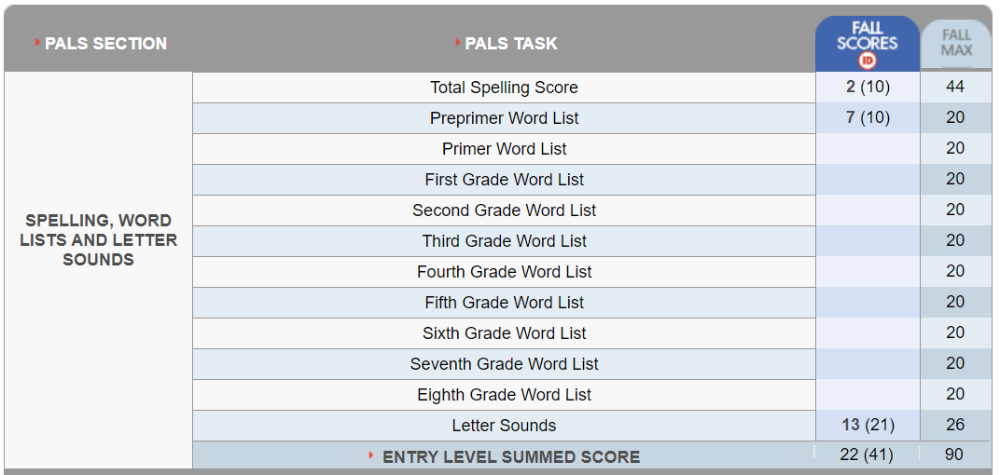 PALS SECTION PALS TASK FALL SCORES ID FALL MAX
Total Spelling Score 2 (10) 44
Preprimer Word List 7 (10) 20
Primer Word List 20
First Grade Word List 20
Second Grade Word List 20
SPELLING, WORD LISTS AND LETTER SOUNDS
Third Grade Word List 20
Fourth Grade Word List 20
Fifth Grade Word List 20
Sixth Grade Word List 20
Seventh Grade Word List 20
Eighth Grade Word List 20
Letter Sounds 13 (21) 26
ENTRY LEVEL SUMMED SCORE 22 (41) 90